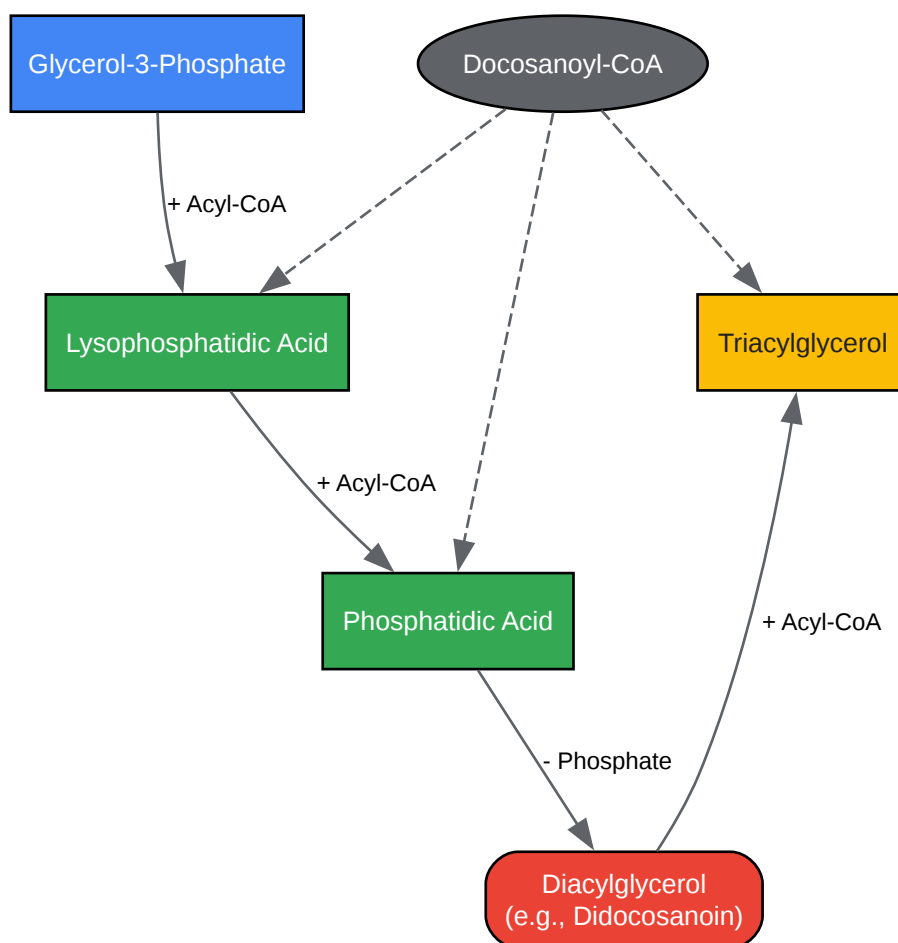 Glycerol-3-Phosphate
Docosanoyl-CoA
+ Acyl-CoA
Lysophosphatidic Acid
Triacylglycerol
+ Acyl-CoA
Phosphatidic Acid
+ Acyl-CoA
- Phosphate
Diacylglycerol
(e.g., Didocosanoin)